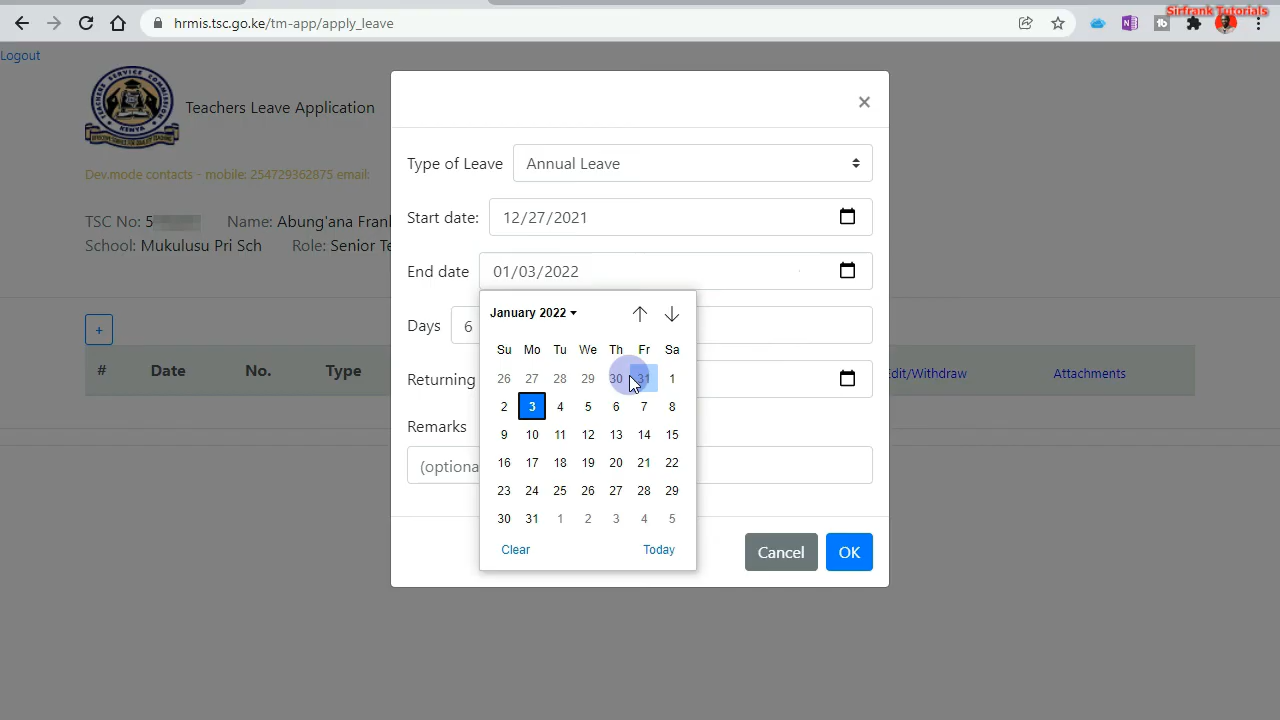 hrmis.tsc.go.ke/tm-app/apply_leave
Sirfrank Tutorials
Logout
Teachers Leave Application
Dev.mode contacts - mobile: 254729362875 email:
TSC No: 5 Name: Abung'ana Frank
School: Mukulusu Pri Sch Role: Senior Te
+
# Date No. Type Edit/Withdraw Attachments
×
Type of Leave Annual Leave
Start date: 12/27/2021
End date 01/03/2022
Days 6
Returning
Remarks
(optiona
January 2022
Su Mo Tu We Th Fr Sa
26 27 28 29 30 31 1
2 3 4 5 6 7 8
9 10 11 12 13 14 15
16 17 18 19 20 21 22
23 24 25 26 27 28 29
30 31 1 2 3 4 5
Clear Today
Cancel OK